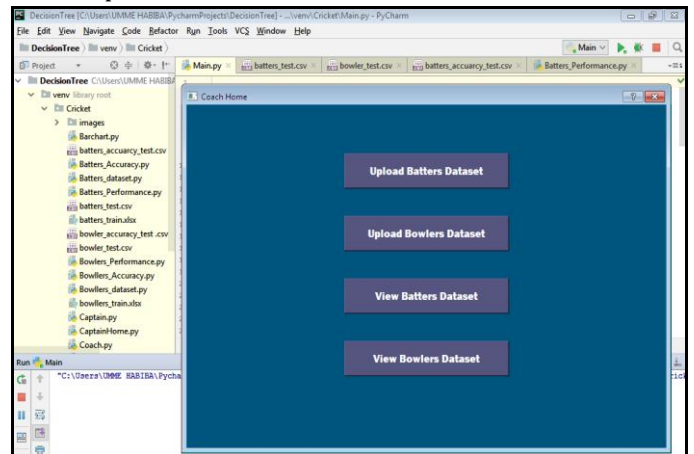 DecisionTree [C:\Users\UMME HABIBA\PycharmProjects\DecisionTree] - ...\venv\Cricket\Main.py - PyCharm
File Edit View Navigate Code Refactor Run Tools VCS Window Help
DecisionTree venv Cricket Main
Project Main.py batters_test.csv bowler_test.csv batters_accuarcy_test.csv Batters_Performance.py
DecisionTree C:\Users\UMME HABIBA
venv library root
Cricket
images
Barchart.py
batters_accuarcy_test.csv
Batters_Accuracy.py
Batters_dataset.py
Batters_Performance.py
batters_test.csv
batters_train.xlsx
bowler_accuracy_test .csv
bowler_test.csv
Bowlers_Performance.py
Bowllers_Accuracy.py
Bowllers_dataset.py
bowllers_train.xlsx
Captain.py
CaptainHome.py
Coach.py
Coach Home
Upload Batters Dataset
Upload Bowlers Dataset
View Batters Dataset
View Bowlers Dataset
Run Main
"C:\Users\UMME HABIBA\Pycha